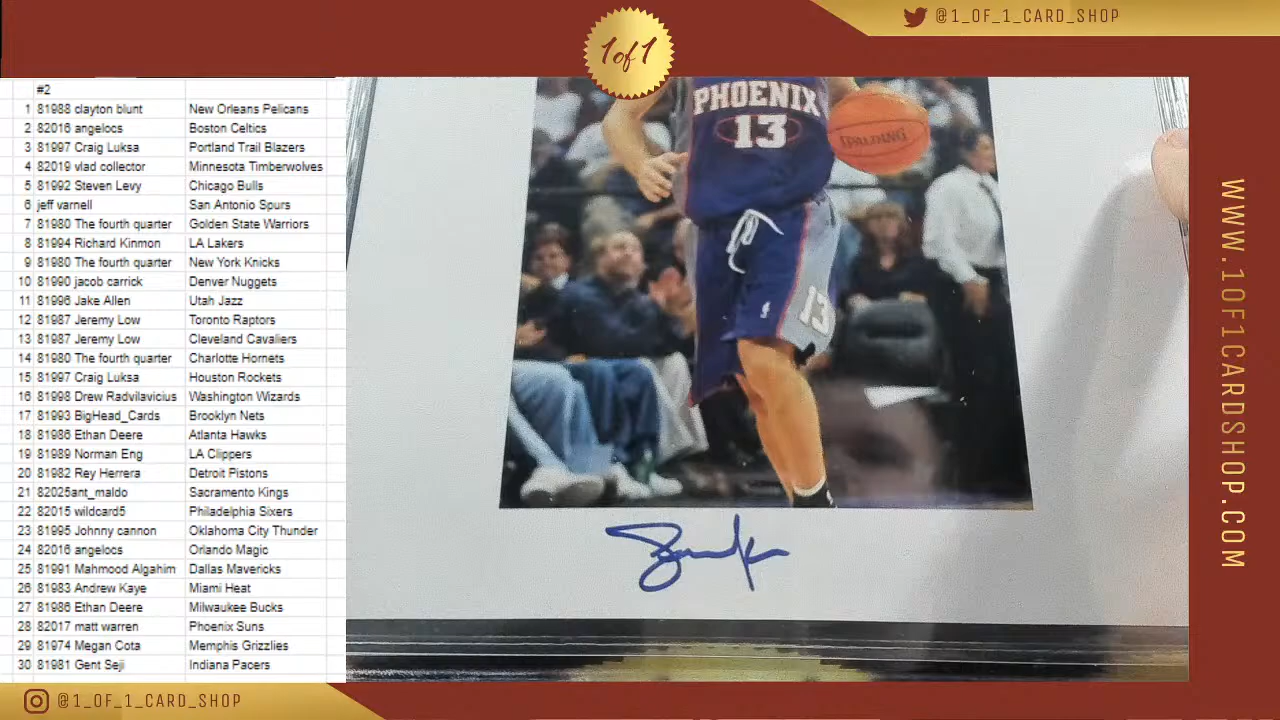 @1_OF_1_CARD_SHOP
1of1
#2
1 81988 clayton blunt New Orleans Pelicans
2 82016 angelocs Boston Celtics
3 81997 Craig Luksa Portland Trail Blazers
4 82019 vlad collector Minnesota Timberwolves
5 81992 Steven Levy Chicago Bulls
6 jeff varnell San Antonio Spurs
7 81980 The fourth quarter Golden State Warriors
8 81994 Richard Kinmon LA Lakers
9 81980 The fourth quarter New York Knicks
10 81990 jacob carrick Denver Nuggets
11 81996 Jake Allen Utah Jazz
12 81987 Jeremy Low Toronto Raptors
13 81987 Jeremy Low Cleveland Cavaliers
14 81980 The fourth quarter Charlotte Hornets
15 81997 Craig Luksa Houston Rockets
16 81998 Drew Radvilavicius Washington Wizards
17 81993 BigHead_Cards Brooklyn Nets
18 81986 Ethan Deere Atlanta Hawks
19 81989 Norman Eng LA Clippers
20 81982 Rey Herrera Detroit Pistons
21 82025ant_maldo Sacramento Kings
22 82015 wildcard5 Philadelphia Sixers
23 81995 Johnny cannon Oklahoma City Thunder
24 82016 angelocs Orlando Magic
25 81991 Mahmood Algahim Dallas Mavericks
26 81983 Andrew Kaye Miami Heat
27 81986 Ethan Deere Milwaukee Bucks
28 82017 matt warren Phoenix Suns
29 81974 Megan Cota Memphis Grizzlies
30 81981 Gent Seji Indiana Pacers
PHOENIX
13
SPALDING
13
WWW.1OF1CARDSHOP.COM
@1_OF_1_CARD_SHOP